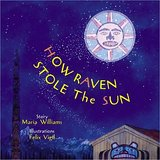 HOW RAVEN
STOLE The SUN
Story
Maria Williams
Illustrations
Felix Vigil